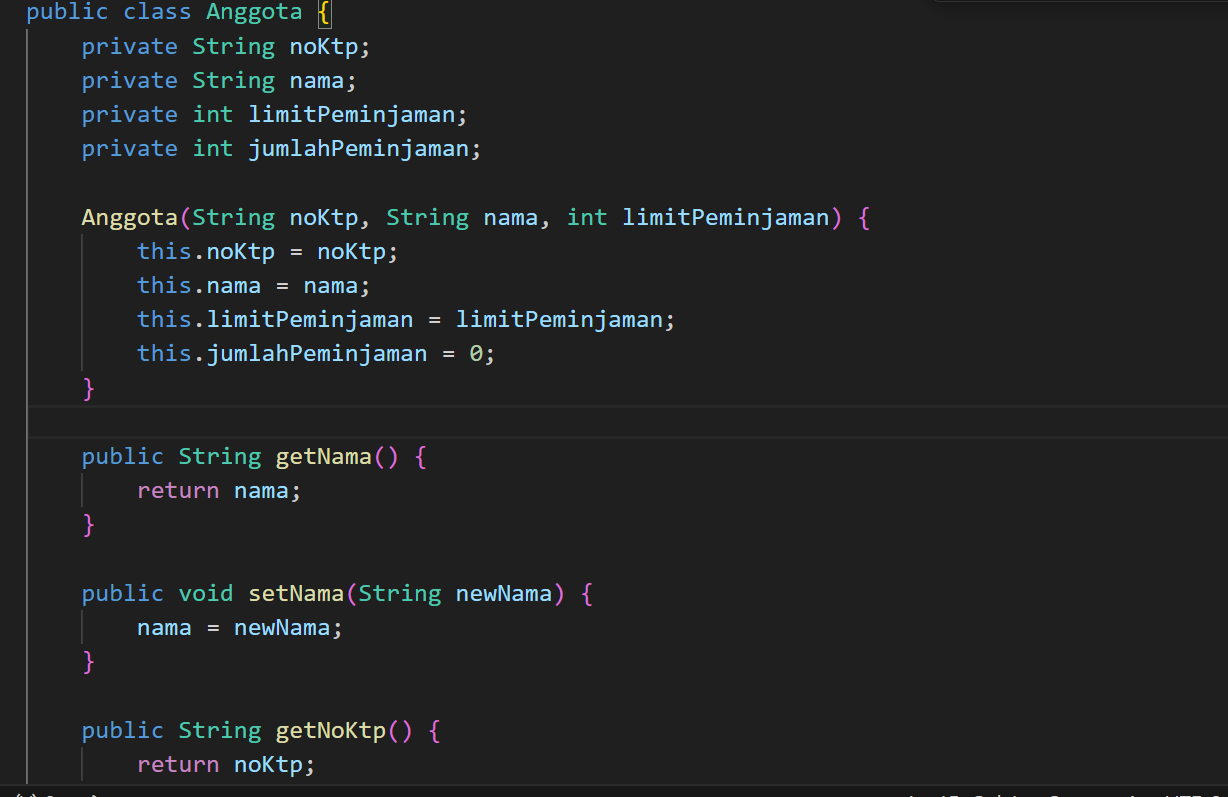 public class Anggota {
    private String noKtp;
    private String nama;
    private int limitPeminjaman;
    private int jumlahPeminjaman;

    Anggota(String noKtp, String nama, int limitPeminjaman) {
        this.noKtp = noKtp;
        this.nama = nama;
        this.limitPeminjaman = limitPeminjaman;
        this.jumlahPeminjaman = 0;
    }

    public String getNama() {
        return nama;
    }

    public void setNama(String newNama) {
        nama = newNama;
    }

    public String getNoKtp() {
        return noKtp;